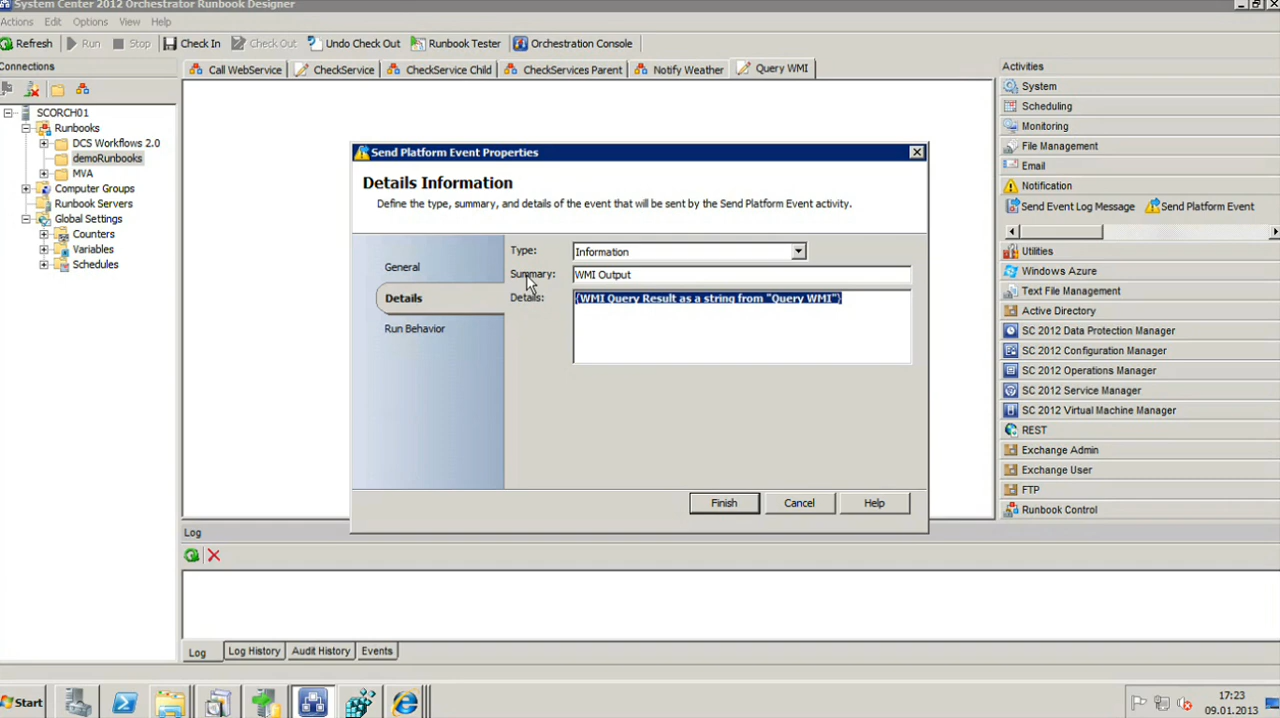 System Center 2012 Orchestrator Runbook Designer
Actions Edit Options View Help
Refresh Run Stop Check In Check Out Undo Check Out Runbook Tester Orchestration Console
Connections
SCORCH01
Runbooks
DCS Workflows 2.0
demoRunbooks
MVA
Computer Groups
Runbook Servers
Global Settings
Counters
Variables
Schedules
Call WebService CheckService CheckService Child CheckServices Parent Notify Weather Query WMI
Send Platform Event Properties
Details Information
Define the type, summary, and details of the event that will be sent by the Send Platform Event activity.
General
Details
Run Behavior
Type: Information
Summary: WMI Output
Details: {WMI Query Result as a string from "Query WMI"}
Finish Cancel Help
Activities
System
Scheduling
Monitoring
File Management
Email
Notification
Send Event Log Message Send Platform Event
Utilities
Windows Azure
Text File Management
Active Directory
SC 2012 Data Protection Manager
SC 2012 Configuration Manager
SC 2012 Operations Manager
SC 2012 Service Manager
SC 2012 Virtual Machine Manager
REST
Exchange Admin
Exchange User
FTP
Runbook Control
Log
Log Log History Audit History Events
Start
17:23
09.01.2013